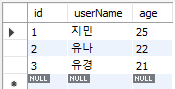 id userName age
1 지민 25
2 유나 22
3 유경 21
NULL NULL NULL